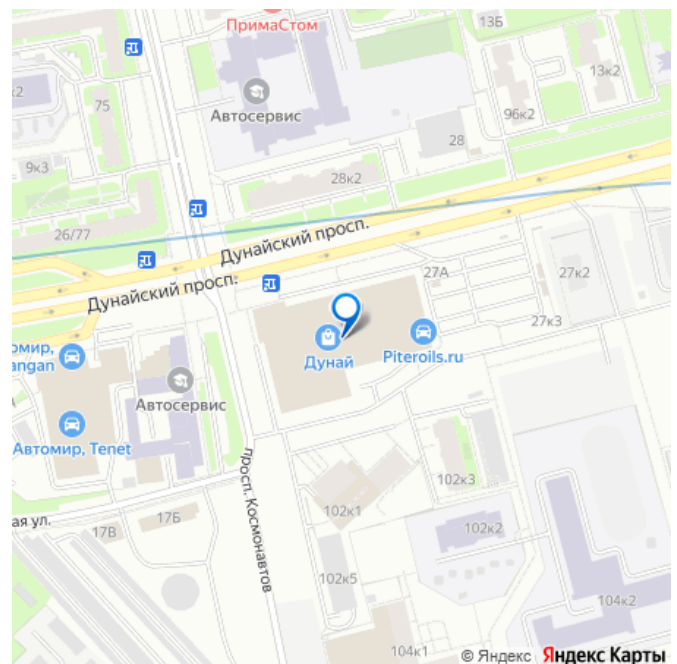 13Б
ПримаСтом
к2
75
Автосервис
13к2
96к2
28
9к3
28к2
26/77
Дунайский просп.
Дунайский просп.
27А
27к2
27к3
омир,
angan
Дунай
Piteroils.ru
Автосервис
Автомир, Tenet
просп. Космонавтов
102к3
102к1
102к2
ая ул.
17В
17Б
102к5
104к2
104к1
© Яндекс Яндекс Карты